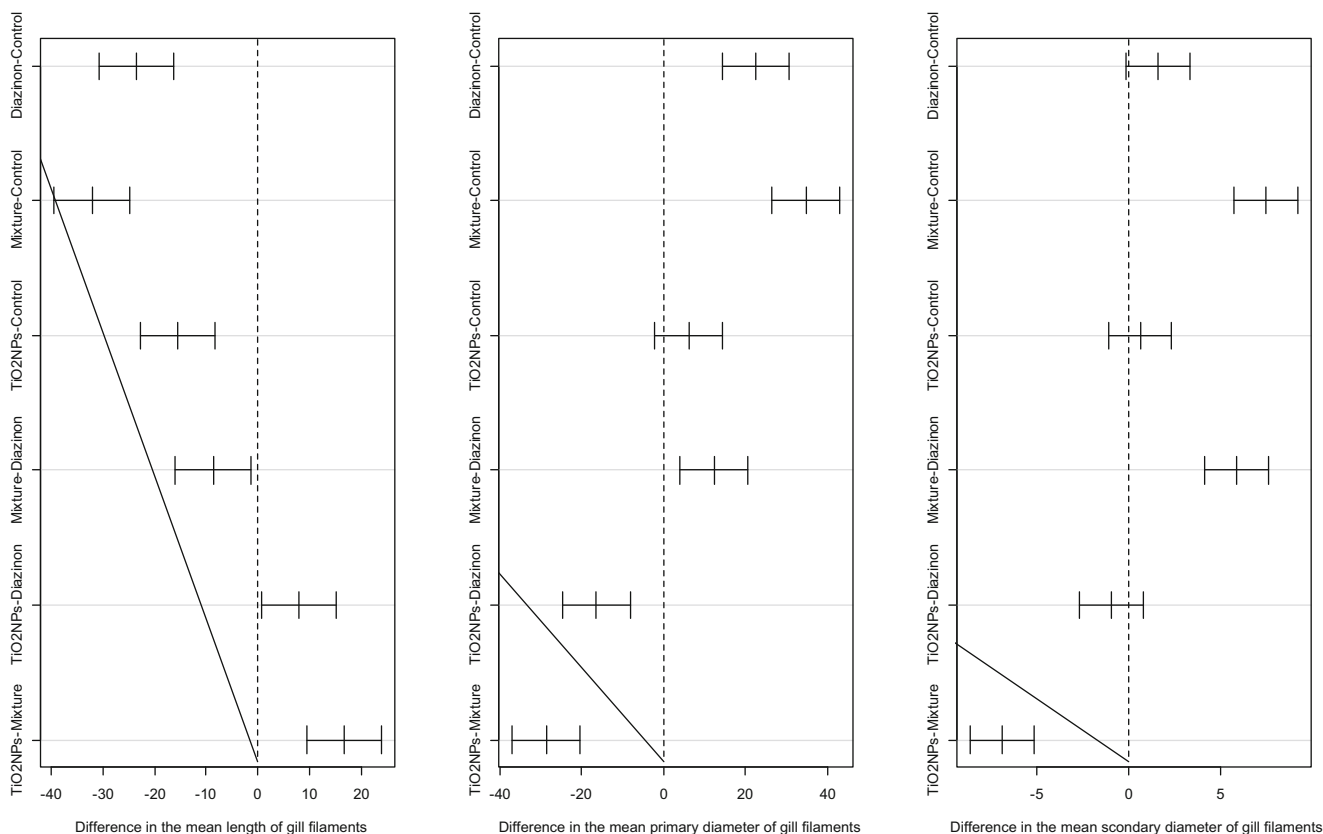 Diazinon-Control
Mixture-Control
TiO2NPs-Control
Mixture-Diazinon
TiO2NPs-Diazinon
TiO2NPs-Mixture
-40 -30 -20 -10 0 10 20
Difference in the mean length of gill filaments
Diazinon-Control
Mixture-Control
TiO2NPs-Control
Mixture-Diazinon
TiO2NPs-Diazinon
TiO2NPs-Mixture
-40 -20 0 20 40
Difference in the mean primary diameter of gill filaments
Diazinon-Control
Mixture-Control
TiO2NPs-Control
Mixture-Diazinon
TiO2NPs-Diazinon
TiO2NPs-Mixture
-5 0 5
Difference in the mean scondary diameter of gill filaments